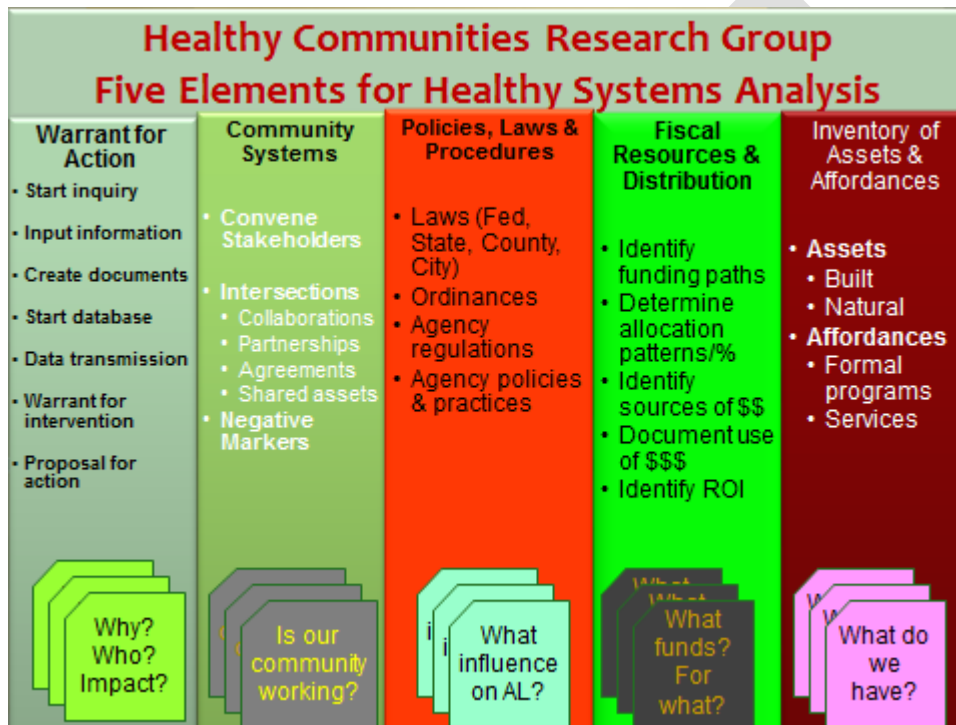 Healthy Communities Research Group
Five Elements for Healthy Systems Analysis
Warrant for
Action
▪ Start inquiry
▪ Input information
▪ Create documents
▪ Start database
▪ Data transmission
▪ Warrant for
intervention
▪ Proposal for
action
Why?
Who?
Impact?
Community
Systems
• Convene
Stakeholders
• Intersections
• Collaborations
• Partnerships
• Agreements
• Shared assets
• Negative
Markers
Is our
community
working?
Policies, Laws &
Procedures
• Laws (Fed,
State, County,
City)
• Ordinances
• Agency
regulations
• Agency policies
& practices
What
influence
on AL?
Fiscal
Resources &
Distribution
• Identify
funding paths
• Determine
allocation
patterns/%
• Identify
sources of $$
• Document use
of $$$
• Identify ROI
What
What
What
funds?
For
what?
Inventory of
Assets &
Affordances
• Assets
• Built
• Natural
• Affordances
• Formal
programs
• Services
What do
we
have?